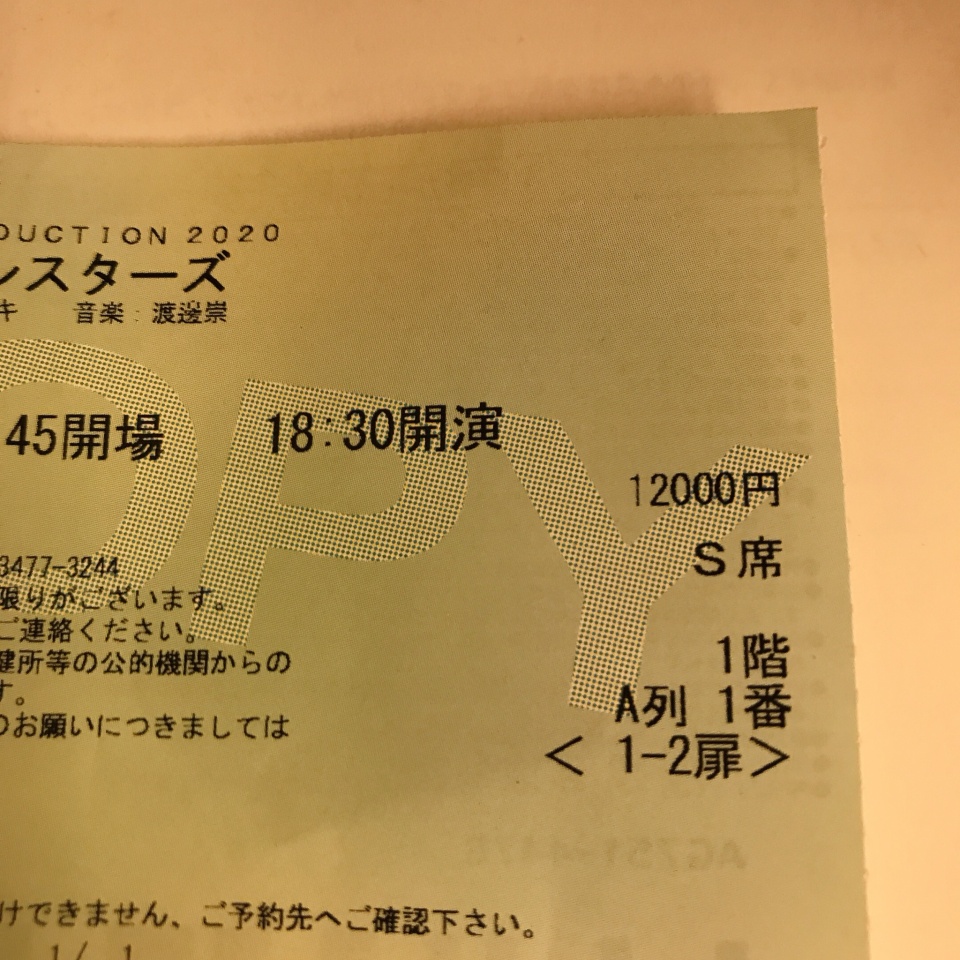 DUCTION 2020
ンスターズ
キ 音楽:渡邊崇
45開場 18:30開演
12000円
S席
3477-3244
限りがございます。
ご連絡ください。
健所等の公的機関からの
す。
のお願いにつきましては
1階
A列 1番
< 1-2扉>
COPY
けできません、ご予約先へご確認下さい。
1/ 1